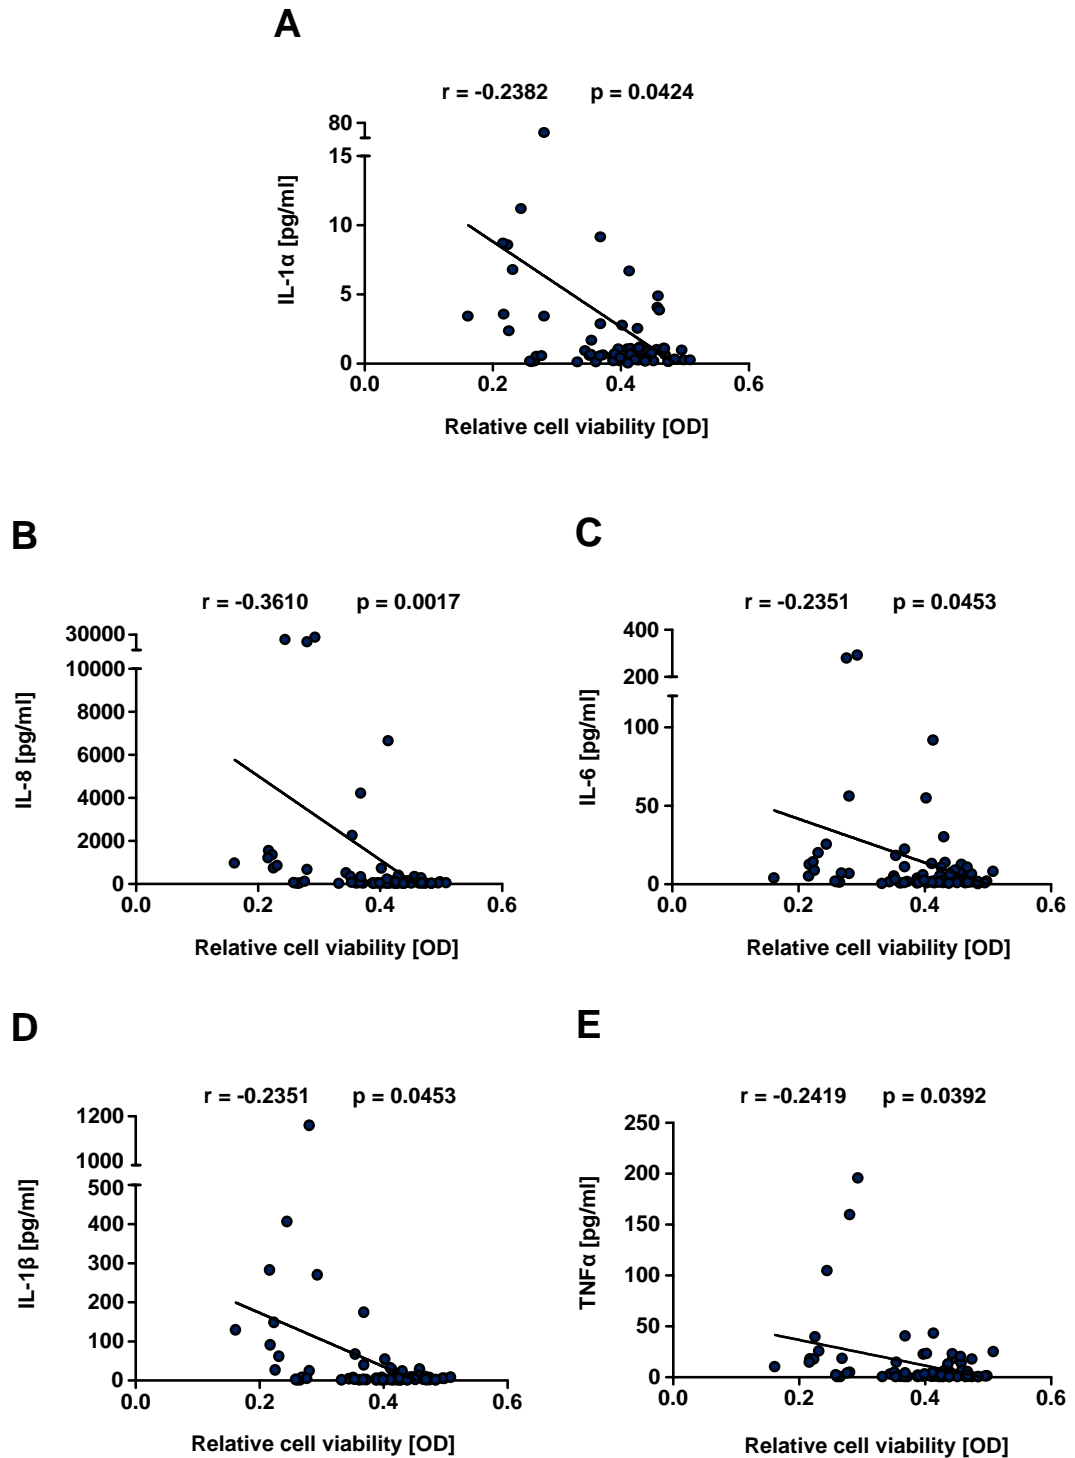 A
r = -0.2382 p = 0.0424
80
15
10
5
0
0.0 0.2 0.4 0.6
IL-1α [pg/ml]
Relative cell viability [OD]
B
r = -0.3610 p = 0.0017
30000
10000
8000
6000
4000
2000
0
0.0 0.2 0.4 0.6
IL-8 [pg/ml]
Relative cell viability [OD]
C
r = -0.2351 p = 0.0453
400
200
100
50
0
0.0 0.2 0.4 0.6
IL-6 [pg/ml]
Relative cell viability [OD]
D
r = -0.2351 p = 0.0453
1200
1000
500
400
300
200
100
0
0.0 0.2 0.4 0.6
IL-1β [pg/ml]
Relative cell viability [OD]
E
r = -0.2419 p = 0.0392
250
200
150
100
50
0
0.0 0.2 0.4 0.6
TNFα [pg/ml]
Relative cell viability [OD]